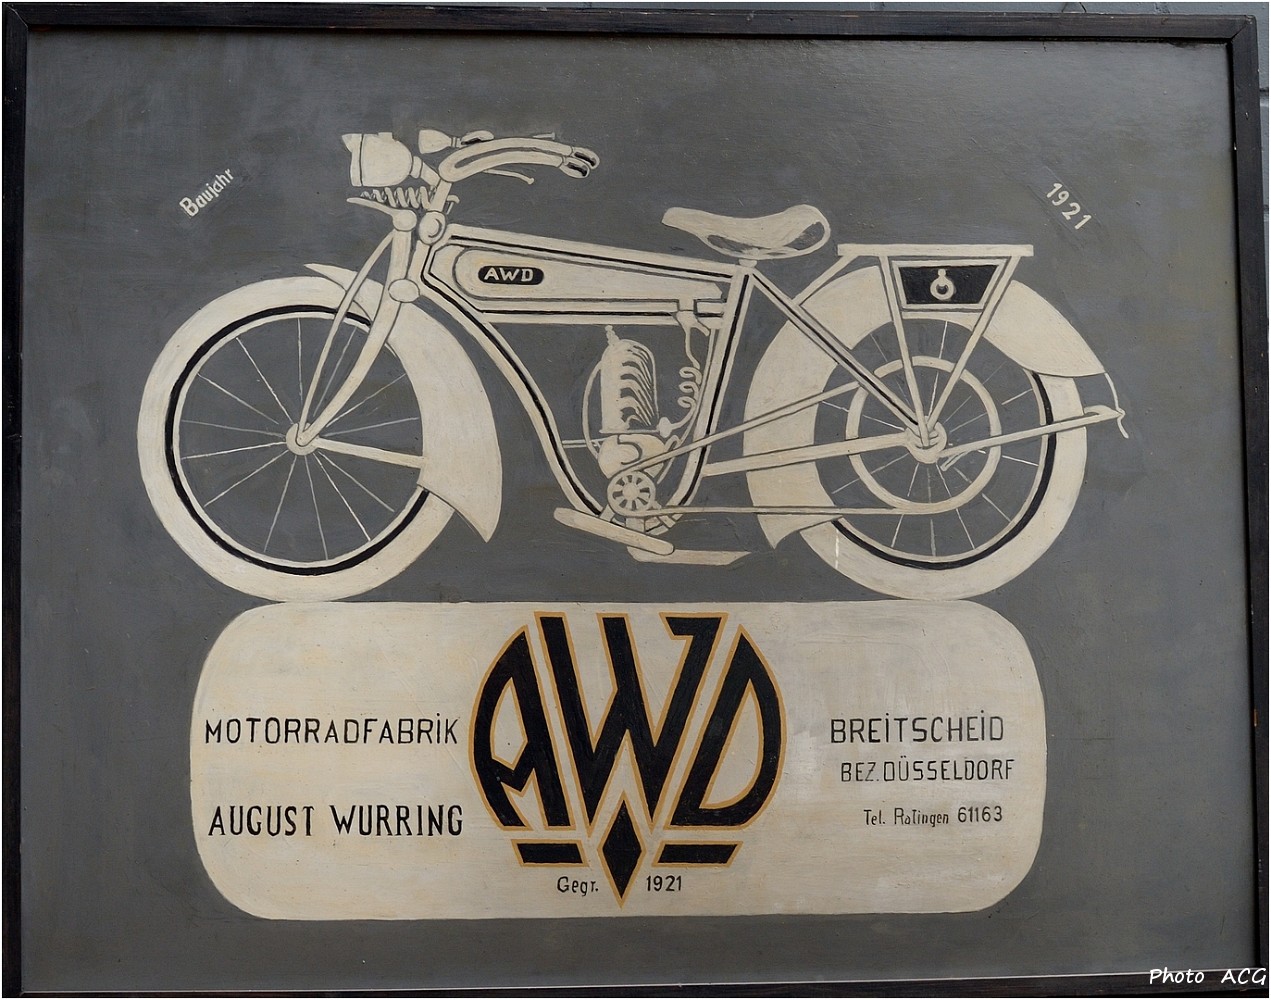 Baujahr
1921
AWD
AWD
MOTORRADFABRIK
AUGUST WURRING
BREITSCHEID
BEZ. DÜSSELDORF
Tel. Ratingen 61163
Gegr. 1921
Photo ACG